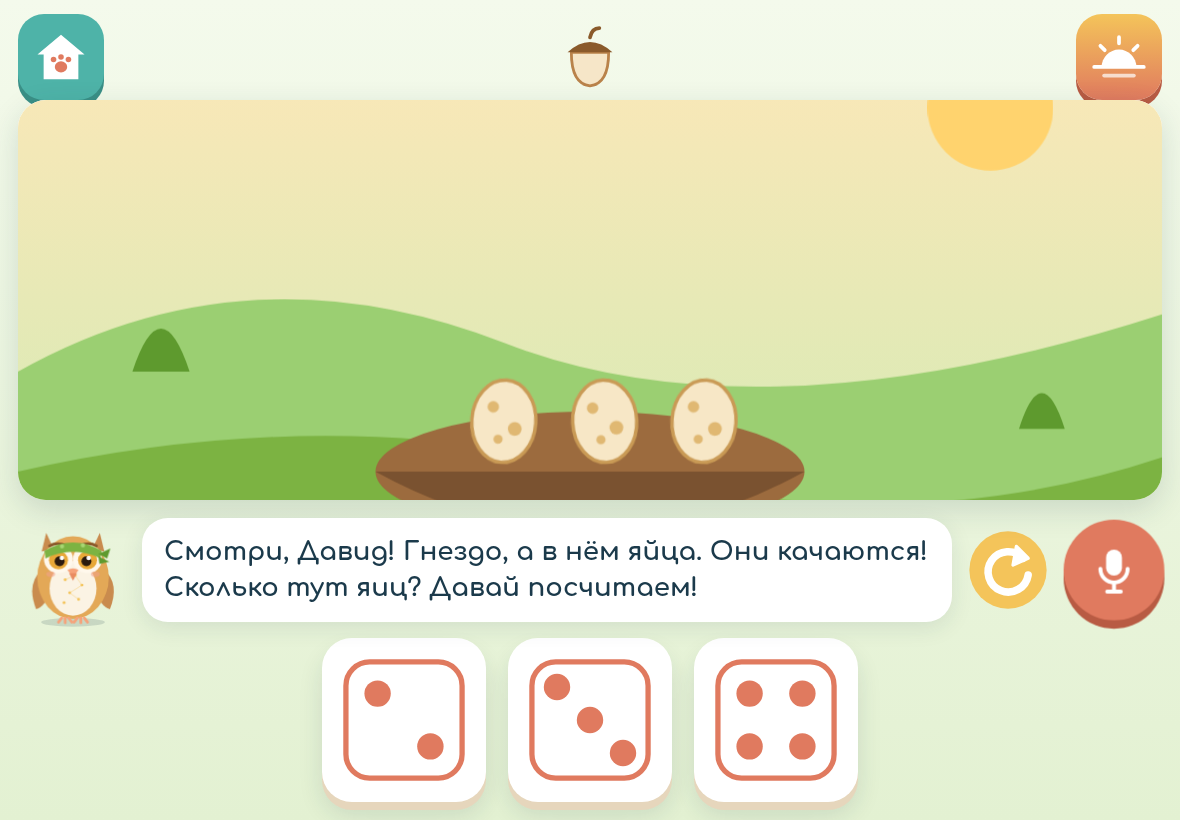 Смотри, Давид! Гнездо, а в нём яйца. Они качаются!
Сколько тут яиц? Давай посчитаем!